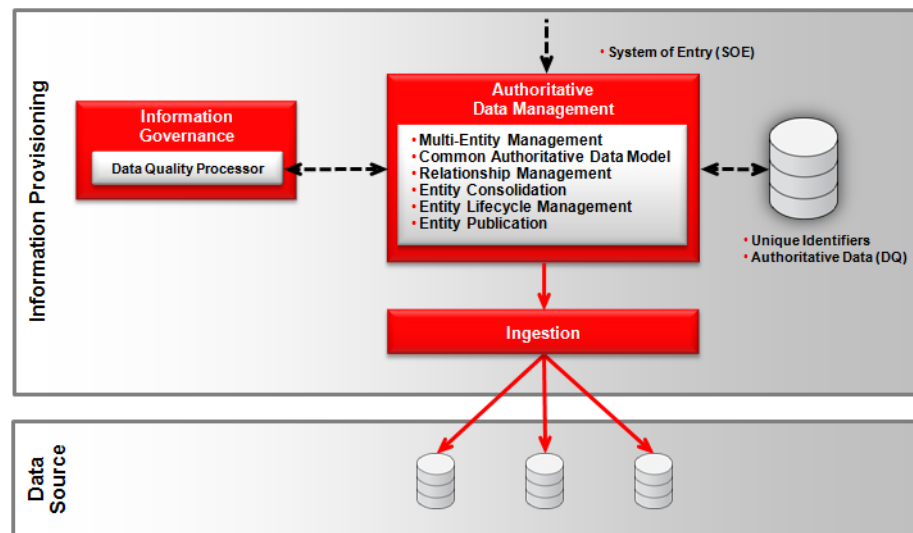 • System of Entry (SOE)
Authoritative
Data Management
• Multi-Entity Management
• Common Authoritative Data Model
• Relationship Management
• Entity Consolidation
• Entity Lifecycle Management
• Entity Publication
Information
Governance
Data Quality Processor
• Unique Identifiers
• Authoritative Data (DQ)
Ingestion
Information Provisioning
Data
Source